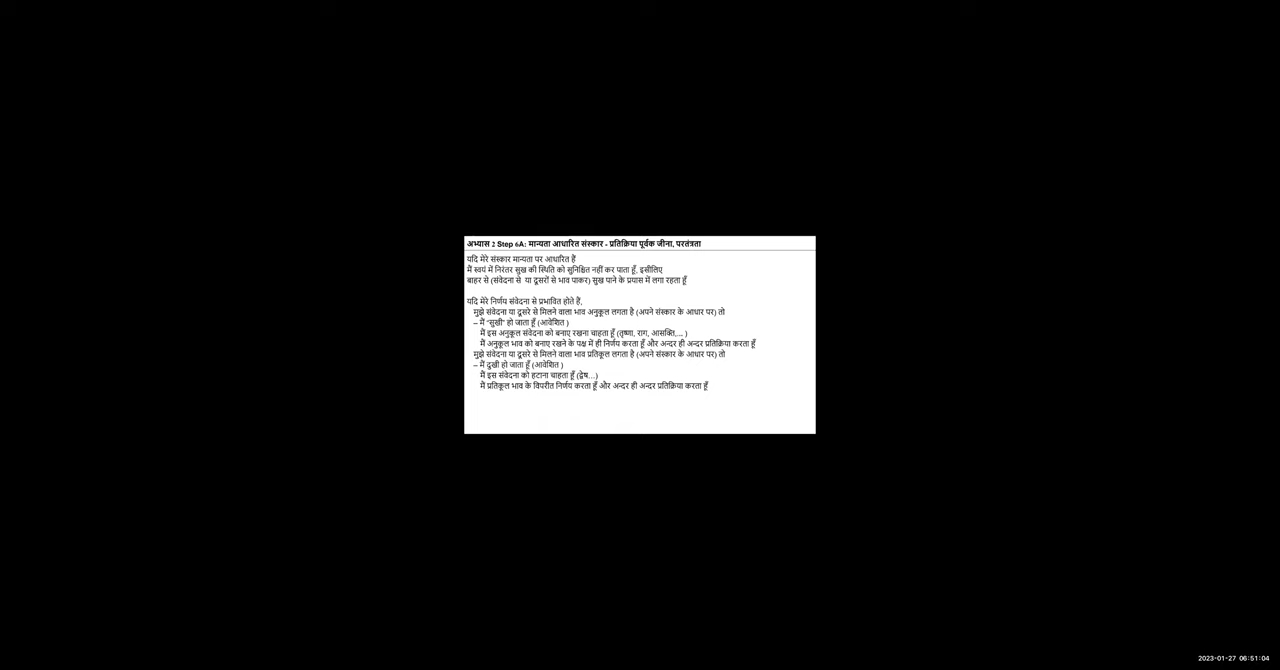 अभ्यास 2 Step 6A: मान्यता आधारित संस्कार - प्रतिक्रिया पूर्वक जीना, परतंत्रता
यदि मेरे संस्कार मान्यता पर आधारित हैं
मैं स्वयं में निरंतर सुख की स्थिति को सुनिश्चित नहीं कर पाता हूँ, इसीलिए
बाहर से (संवेदना से या दूसरों से भाव पाकर) सुख पाने के प्रयास में लगा रहता हूँ
यदि मेरे निर्णय संवेदना से प्रभावित होते हैं,
मुझे संवेदना या दूसरे से मिलने वाला भाव अनुकूल लगता है (अपने संस्कार के आधार पर) तो
– मैं "सुखी" हो जाता हूँ (आवेशित )
मैं इस अनुकूल संवेदना को बनाए रखना चाहता हूँ (तृष्णा, राग, आसक्ति,... )
मैं अनुकूल भाव को बनाए रखने के पक्ष में ही निर्णय करता हूँ और अन्दर ही अन्दर प्रतिक्रिया करता हूँ
मुझे संवेदना या दूसरे से मिलने वाला भाव प्रतिकूल लगता है (अपने संस्कार के आधार पर) तो
– मैं दुखी हो जाता हूँ (आवेशित )
मैं इस संवेदना को हटाना चाहता हूँ (द्वेष...)
मैं प्रतिकूल भाव के विपरीत निर्णय करता हूँ और अन्दर ही अन्दर प्रतिक्रिया करता हूँ
2023-01-27 06:51:04